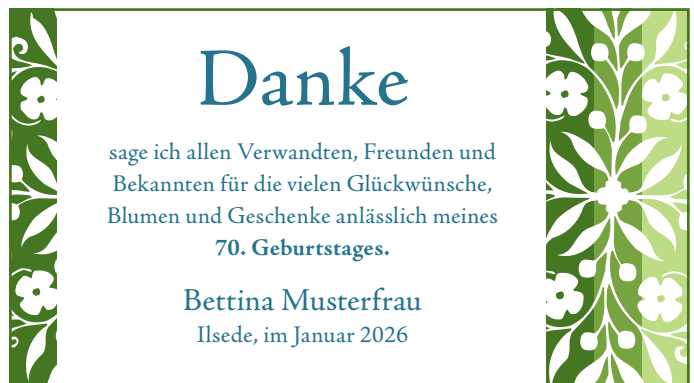 Danke
sage ich allen Verwandten, Freunden und
Bekannten für die vielen Glückwünsche,
Blumen und Geschenke anlässlich meines
70. Geburtstages.
Bettina Musterfrau
Ilsede, im Januar 2026